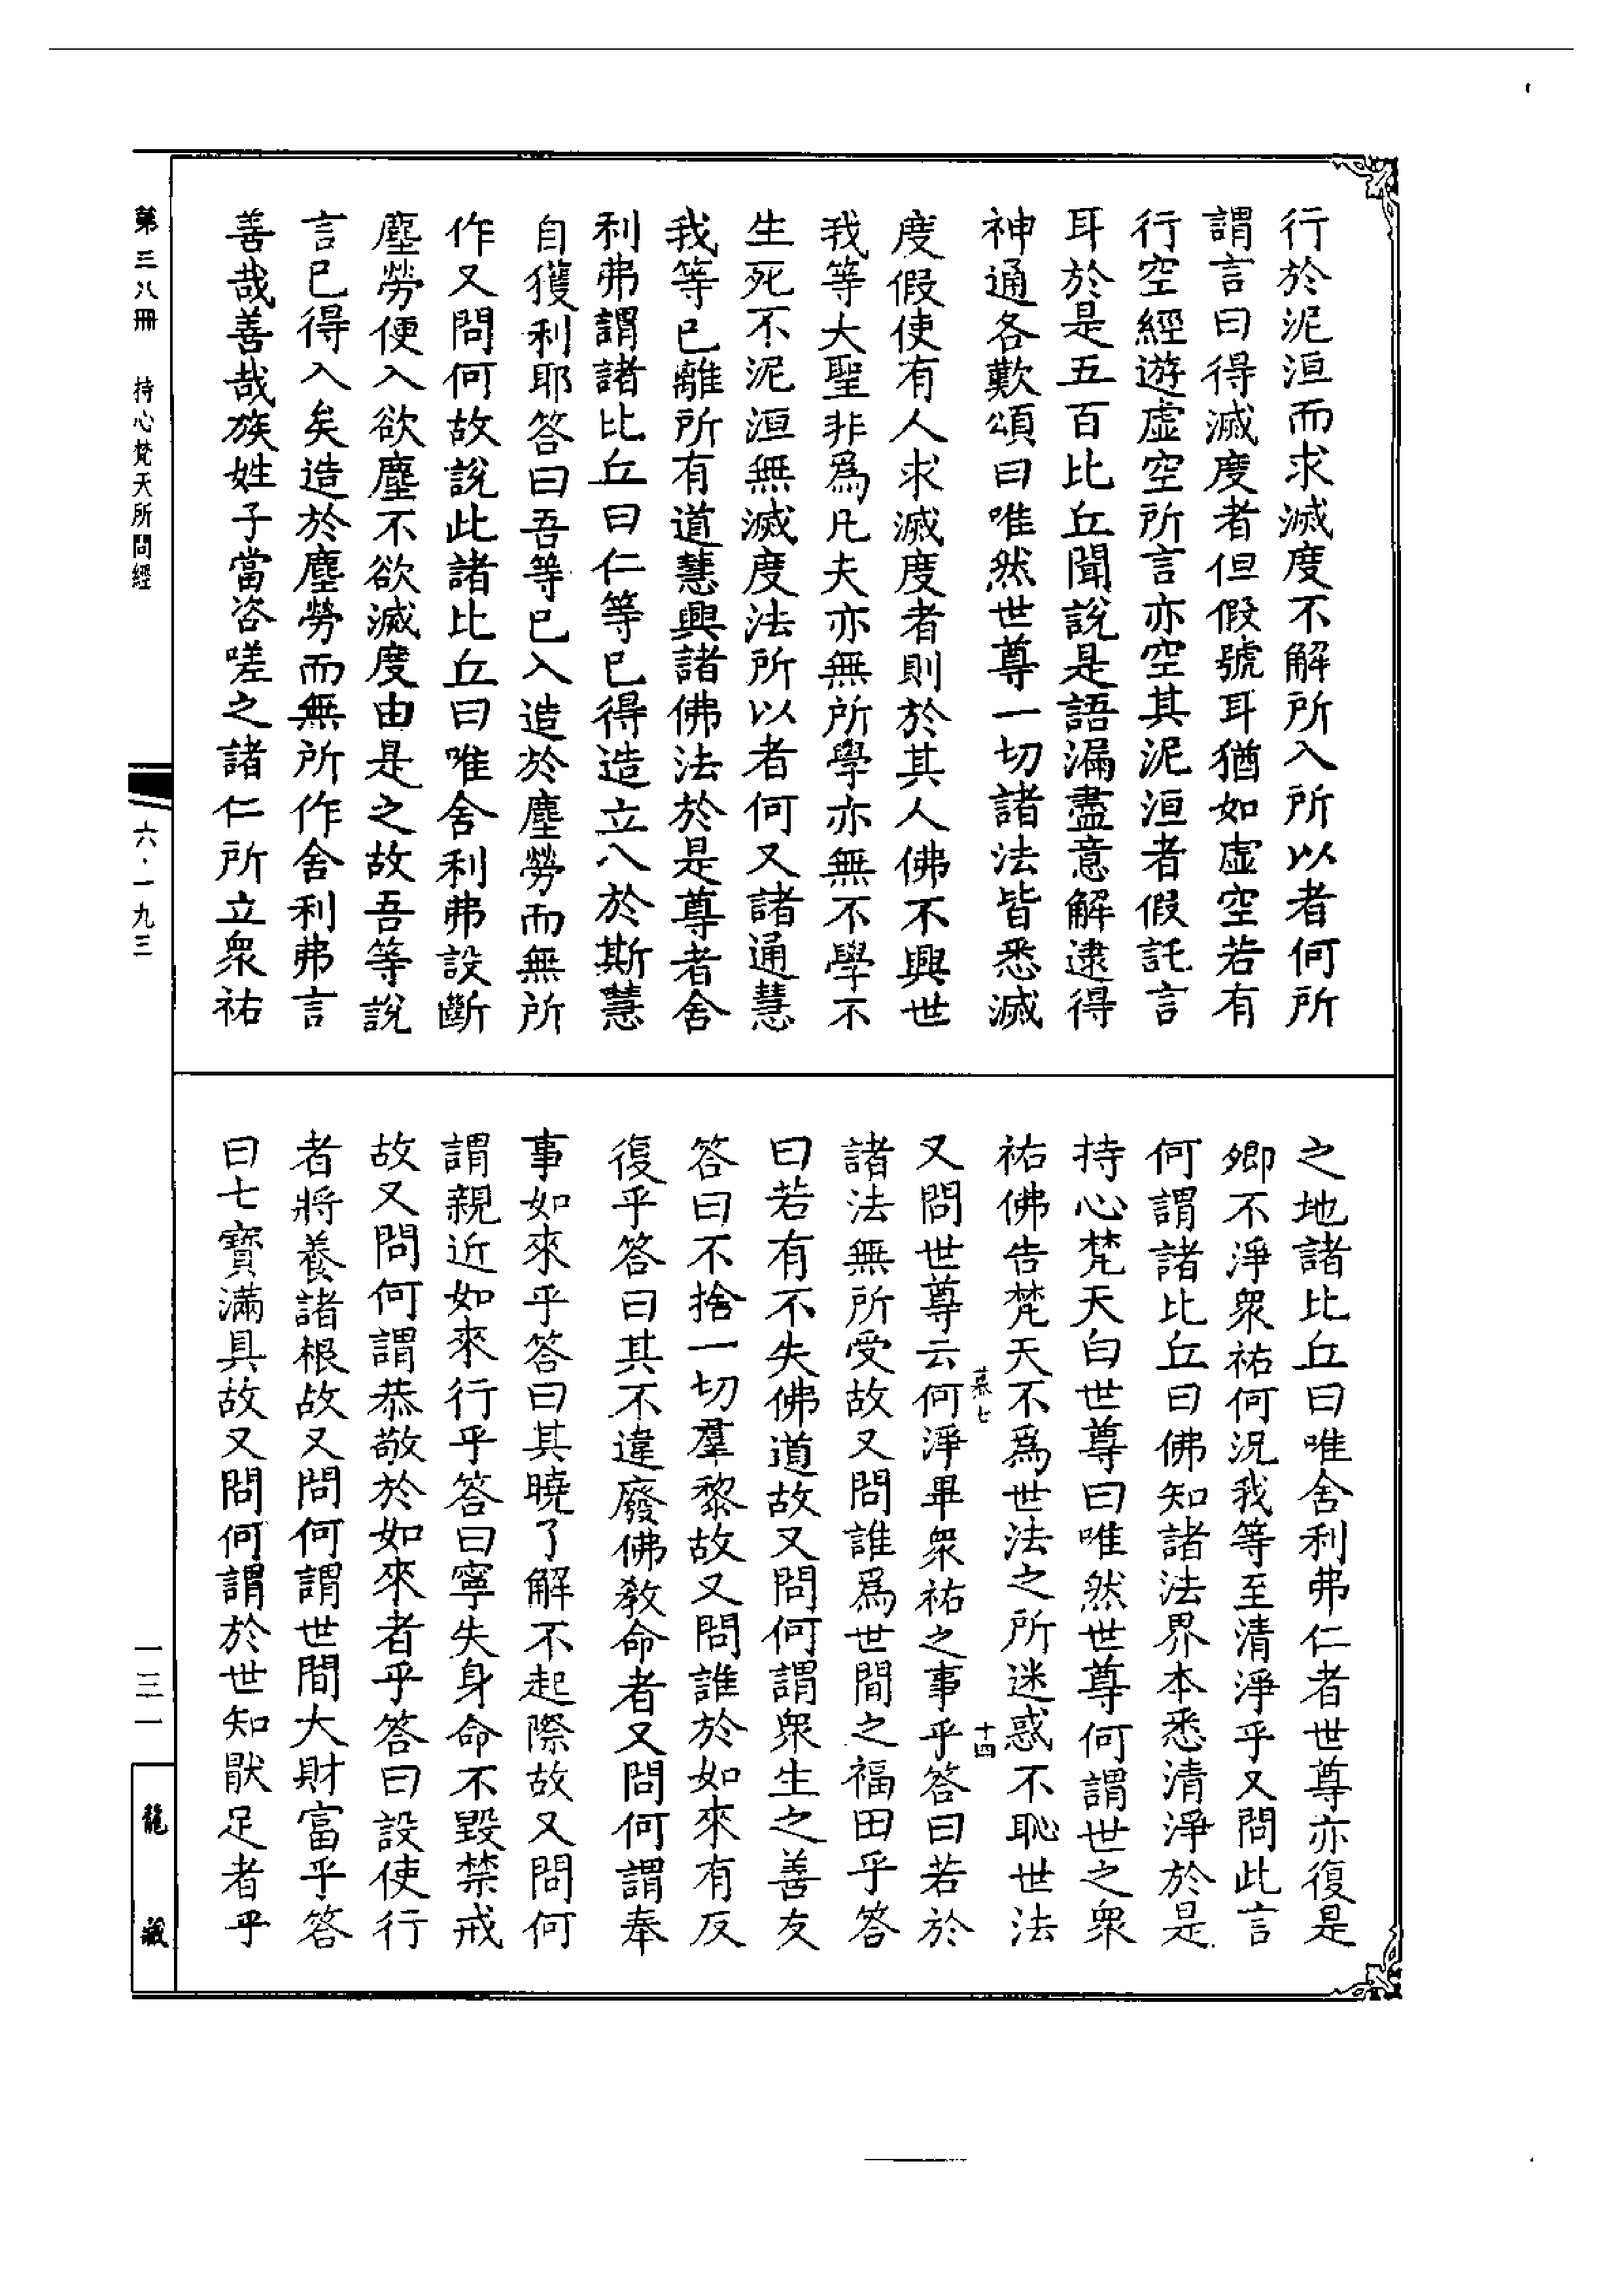 行於泥洹而求滅度不解所入所以者何所
謂言曰得滅度者但假號耳猶如虛空若有
行空經遊虛空所言亦空其泥洹者假託言
耳於是五百比丘聞說是語漏盡意解逮得
神通各歎頌曰唯然世尊一切諸法皆悉滅
度假使有人求滅度者則於其人佛不興世
我等大聖非爲凡夫亦無所學亦無不學不
生死不泥洹無滅度法所以者何又諸通慧
我等已離所有道慧興諸佛法於是尊者舍
利弗謂諸比丘曰仁等已得造立八於斯慧
自獲利耶答曰吾等已入造於塵勞而無所
作又問何故說此諸比丘曰唯舍利弗設斷
塵勞便入欲塵不欲滅度由是之故吾等說
言已得入矣造於塵勞而無所作舍利弗言
善哉善哉族姓子當咨嗟之諸仁所立衆祐
之地諸比丘曰唯舍利弗仁者世尊亦復是
卿不淨衆祐何況我等至清淨乎又問此言
何謂諸比丘曰佛知諸法界本悉清淨於是
持心梵天白世尊曰唯然世尊何謂世之衆
祐佛告梵天不爲世法之所迷惑不恥世法
又問世尊云何淨畢衆祐之事乎答曰若於
慕七
十四
諸法無所受故又問誰爲世間之福田乎答
曰若有不失佛道故又問何謂衆生之善友
答曰不捨一切羣黎故又問誰於如來有反
復乎答曰其不違廢佛教命者又問何謂奉
事如來乎答曰其曉了解不起際故又問何
謂親近如來行乎答曰寧失身命不毀禁戒
故又問何謂恭敬於如來者乎答曰設使行
者將養諸根故又問何謂世間大財富乎答
曰七寶滿具故又問何謂於世知猒足者乎
第三八冊 持心梵天所問經
六·一九三
一三一
龍藏